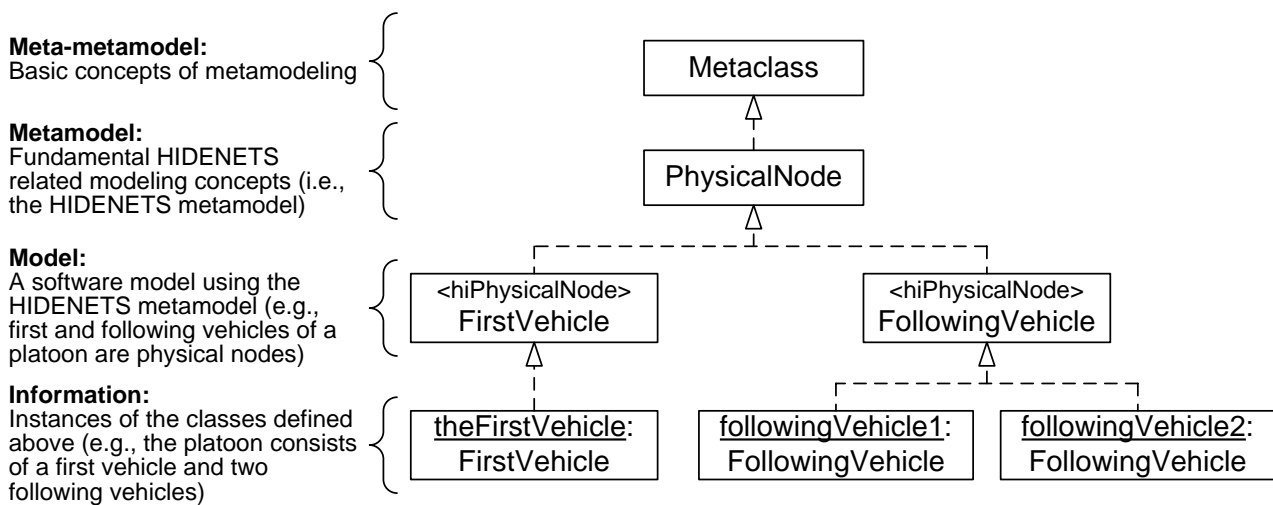 Meta-metamodel:
Basic concepts of metamodeling
Metaclass
Metamodel:
Fundamental HIDENETS
related modeling concepts (i.e.,
the HIDENETS metamodel)
PhysicalNode
Model:
A software model using the
HIDENETS metamodel (e.g.,
first and following vehicles of a
platoon are physical nodes)
<hiPhysicalNode>
FirstVehicle
<hiPhysicalNode>
FollowingVehicle
Information:
Instances of the classes defined
above (e.g., the platoon consists
of a first vehicle and two
following vehicles)
theFirstVehicle:
FirstVehicle
followingVehicle1:
FollowingVehicle
followingVehicle2:
FollowingVehicle